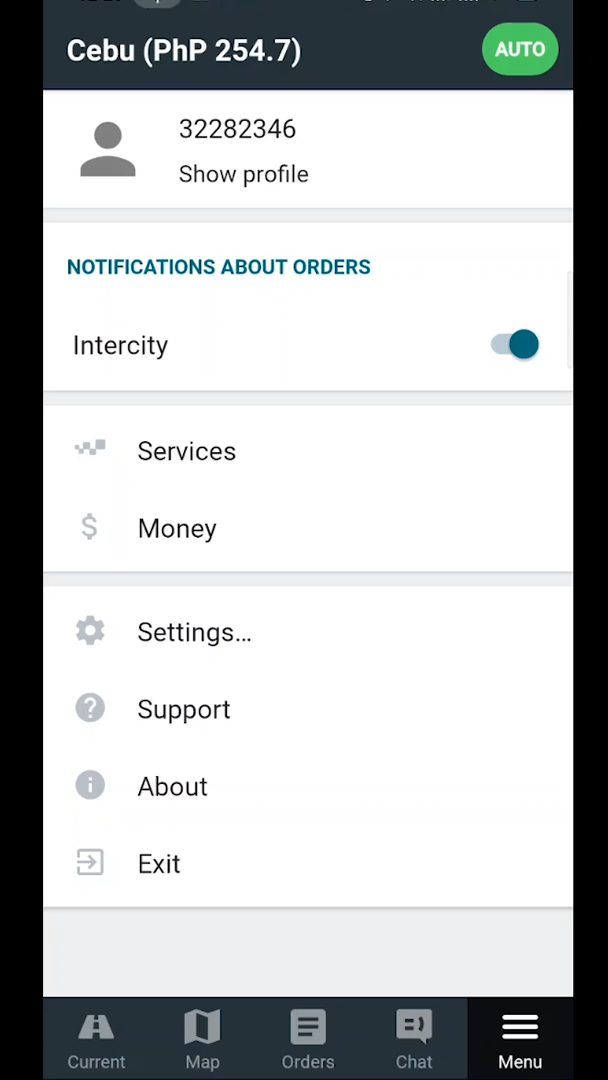 Cebu (PhP 254.7)
AUTO
32282346
Show profile
NOTIFICATIONS ABOUT ORDERS
Intercity
Services
$
Money
Settings...
?
Support
i
About
Exit
Current
Map
Orders
Chat
Menu